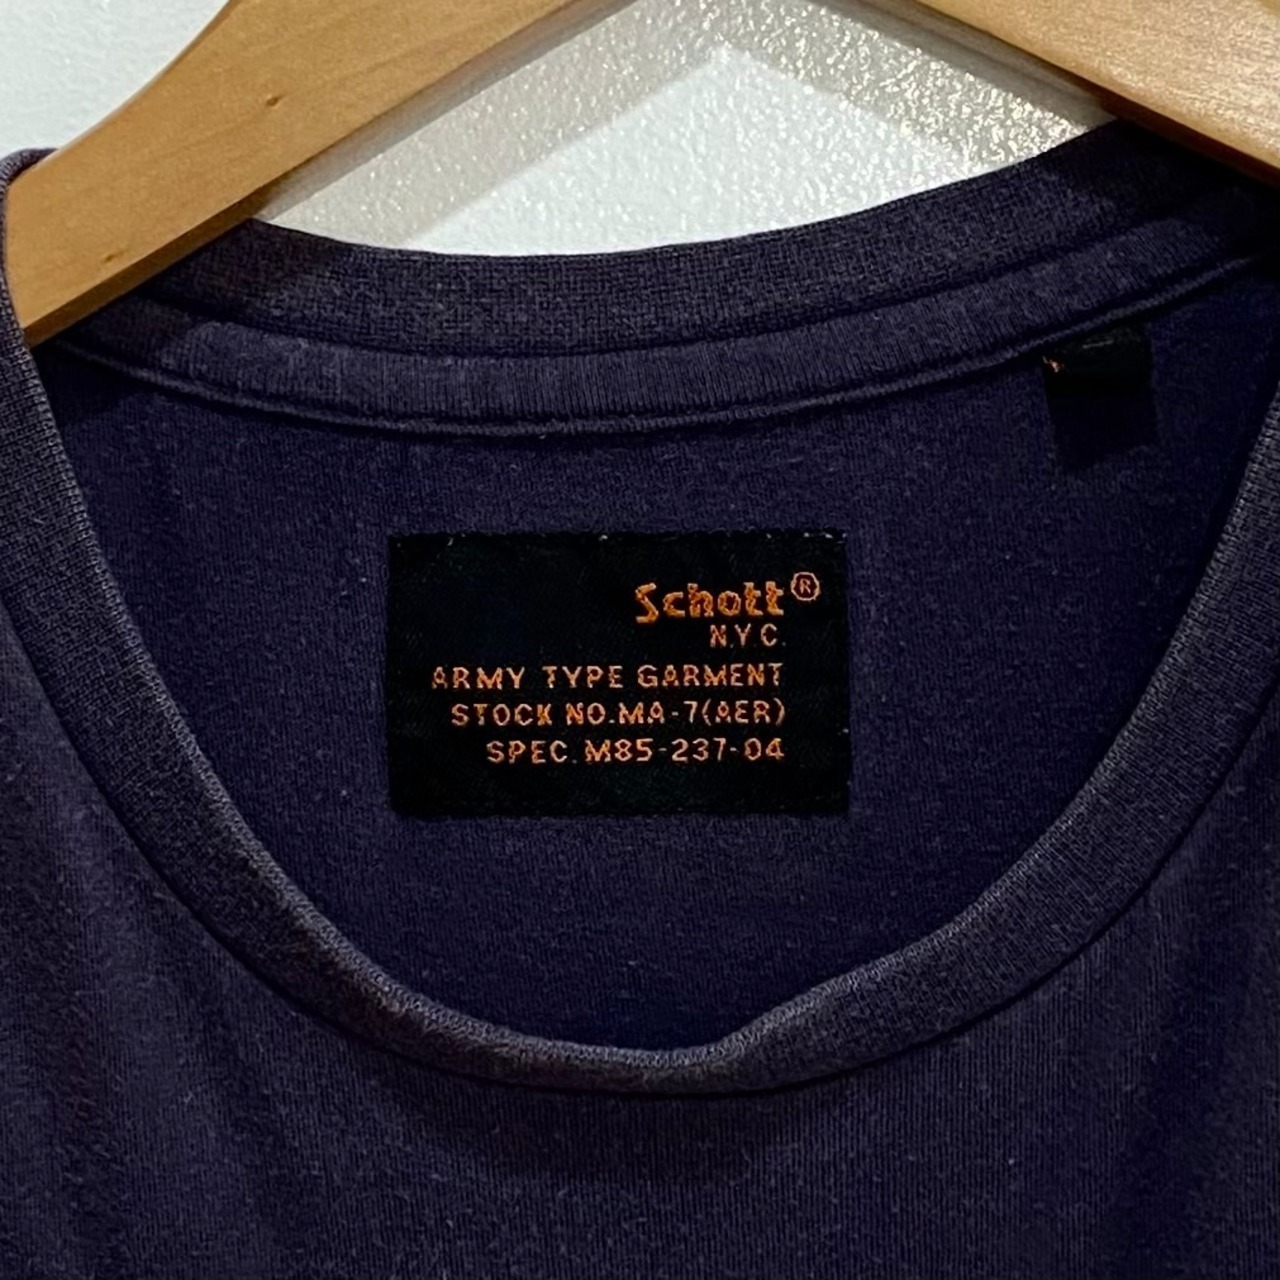 Schott®
N.Y.C.
ARMY TYPE GARMENT
STOCK NO.MA-7(AER)
SPEC. M85-237-04